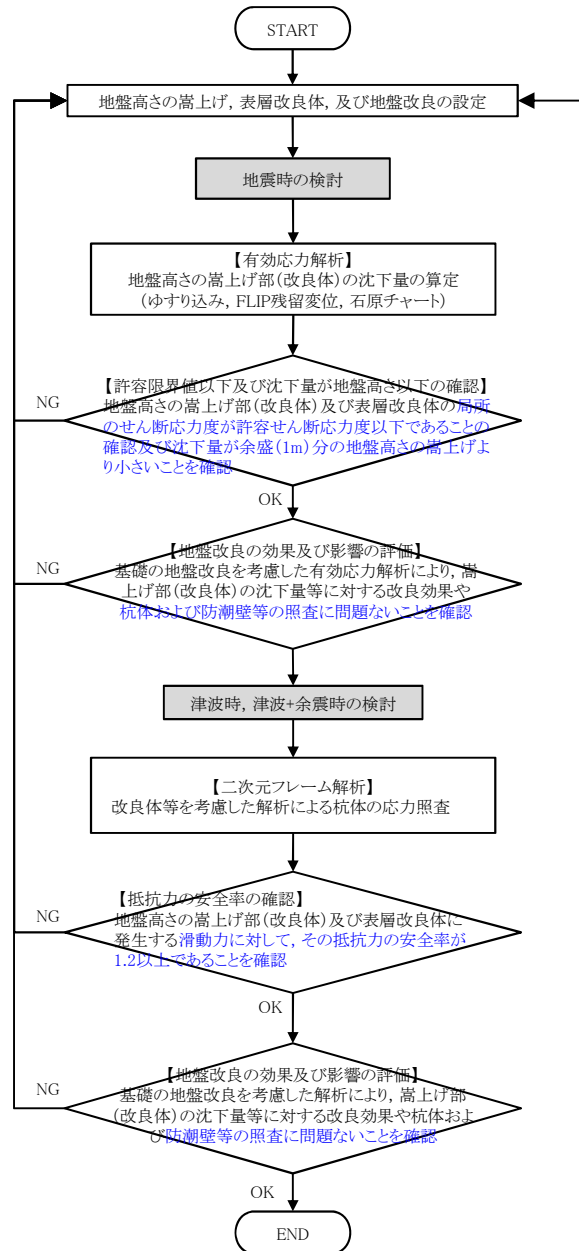 START
地盤高さの嵩上げ, 表層改良体, 及び地盤改良の設定
地震時の検討
【有効応力解析】
地盤高さの嵩上げ部(改良体)の沈下量の算定
(ゆすり込み, FLIP残留変位, 石原チャート)
NG
【許容限界値以下及び沈下量が地盤高さ以下の確認】
地盤高さの嵩上げ部(改良体)及び表層改良体の局所
のせん断応力度が許容せん断応力度以下であることの
確認及び沈下量が余盛(1m)分の地盤高さの嵩上げよ
り小さいことを確認
OK
NG
【地盤改良の効果及び影響の評価】
基礎の地盤改良を考慮した有効応力解析により, 嵩
上げ部(改良体)の沈下量等に対する改良効果や
杭体および防潮壁等の照査に問題ないことを確認
津波時, 津波+余震時の検討
【二次元フレーム解析】
改良体等を考慮した解析による杭体の応力照査
NG
【抵抗力の安全率の確認】
地盤高さの嵩上げ部(改良体)及び表層改良体に
発生する滑動力に対して, その抵抗力の安全率が
1.2以上であることを確認
OK
NG
【地盤改良の効果及び影響の評価】
基礎の地盤改良を考慮した解析により, 嵩上げ部
(改良体)の沈下量等に対する改良効果や杭体およ
び防潮壁等の照査に問題ないことを確認
OK
END